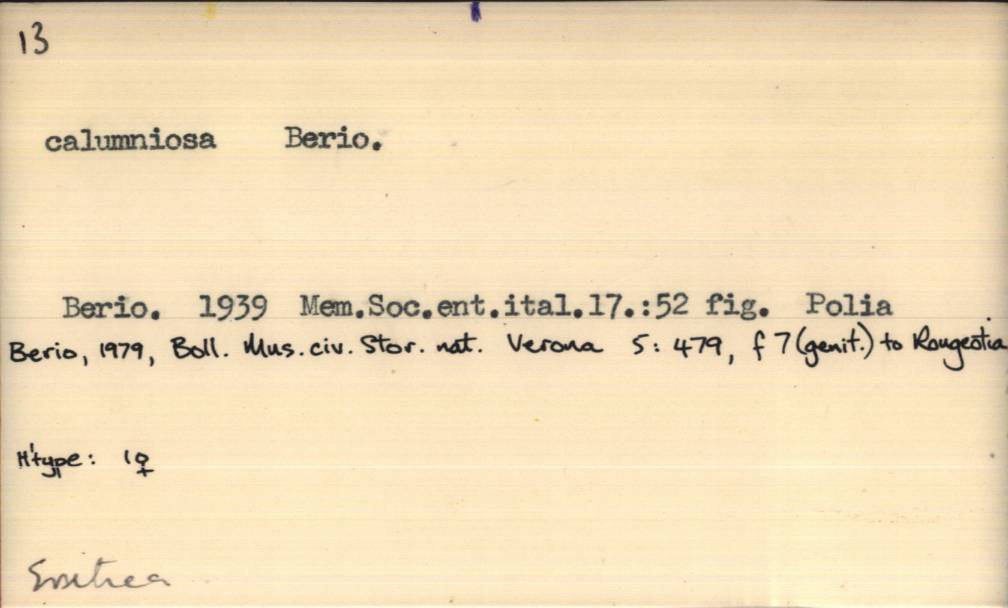 13
calumniosa Berio.
Berio. 1939 Mem.Soc.ent.ital.17.:52 fig. Polia
Berio, 1979, Boll. Mus. civ. Stor. nat. Verona 5: 479, f 7 (genit.) to Rougeotia
H'type: 1♀
Eritrea